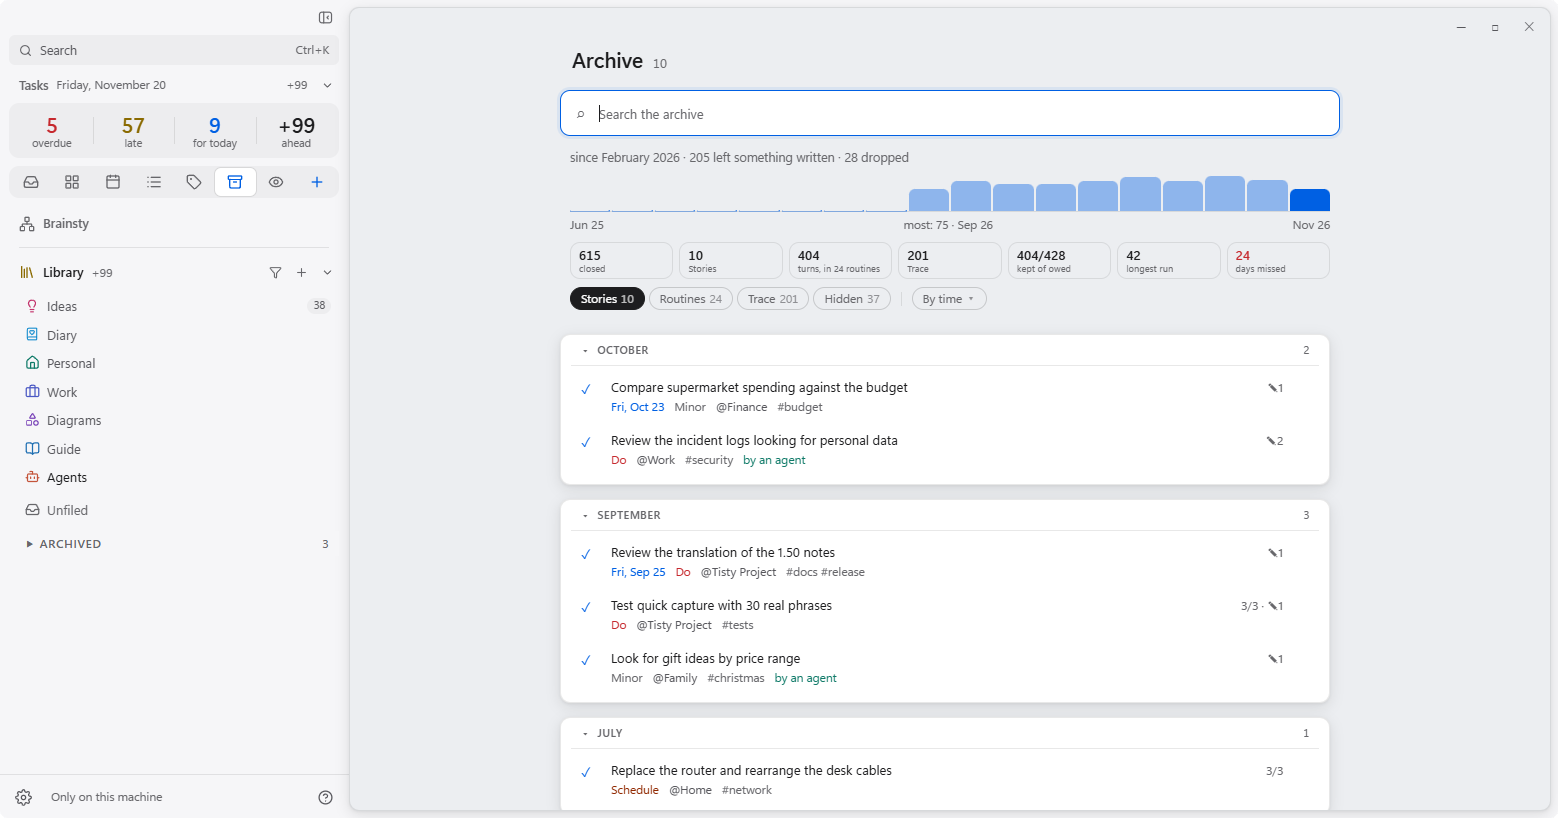 Search Ctrl+K
Tasks Friday, November 20 +99
5 57 9 +99
overdue late for today ahead
Brainsty
Library +99
Ideas 38
Diary
Personal
Work
Diagrams
Guide
Agents
Unfiled
ARCHIVED 3
Only on this machine
Archive 10
Search the archive
since February 2026 · 205 left something written · 28 dropped
Jun 25 most: 75 · Sep 26 Nov 26
615 10 404 201 404/428 42 24
closed Stories turns, in 24 routines Trace kept of owed longest run days missed
Stories 10 Routines 24 Trace 201 Hidden 37 By time
OCTOBER 2
Compare supermarket spending against the budget 1
Fri, Oct 23 Minor @Finance #budget
Review the incident logs looking for personal data 2
Do @Work #security by an agent
SEPTEMBER 3
Review the translation of the 1.50 notes 1
Fri, Sep 25 Do @Tisty Project #docs #release
Test quick capture with 30 real phrases 3/3 · 1
Do @Tisty Project #tests
Look for gift ideas by price range 1
Minor @Family #christmas by an agent
JULY 1
Replace the router and rearrange the desk cables 3/3
Schedule @Home #network